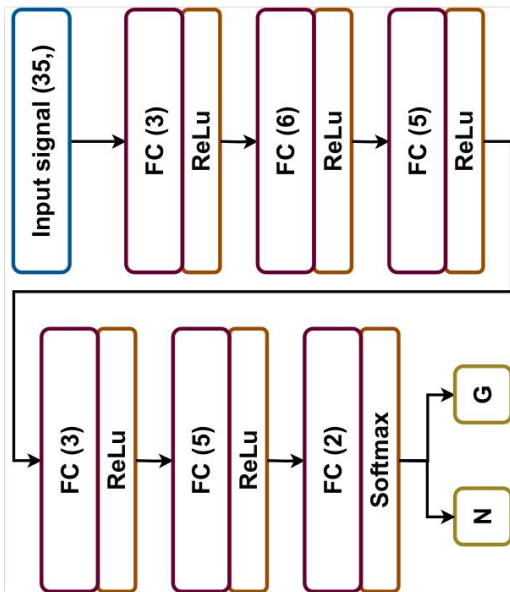 Input signal (35,)
FC (3)
ReLu
FC (6)
ReLu
FC (5)
ReLu
FC (3)
ReLu
FC (5)
ReLu
FC (2)
Softmax
G
N